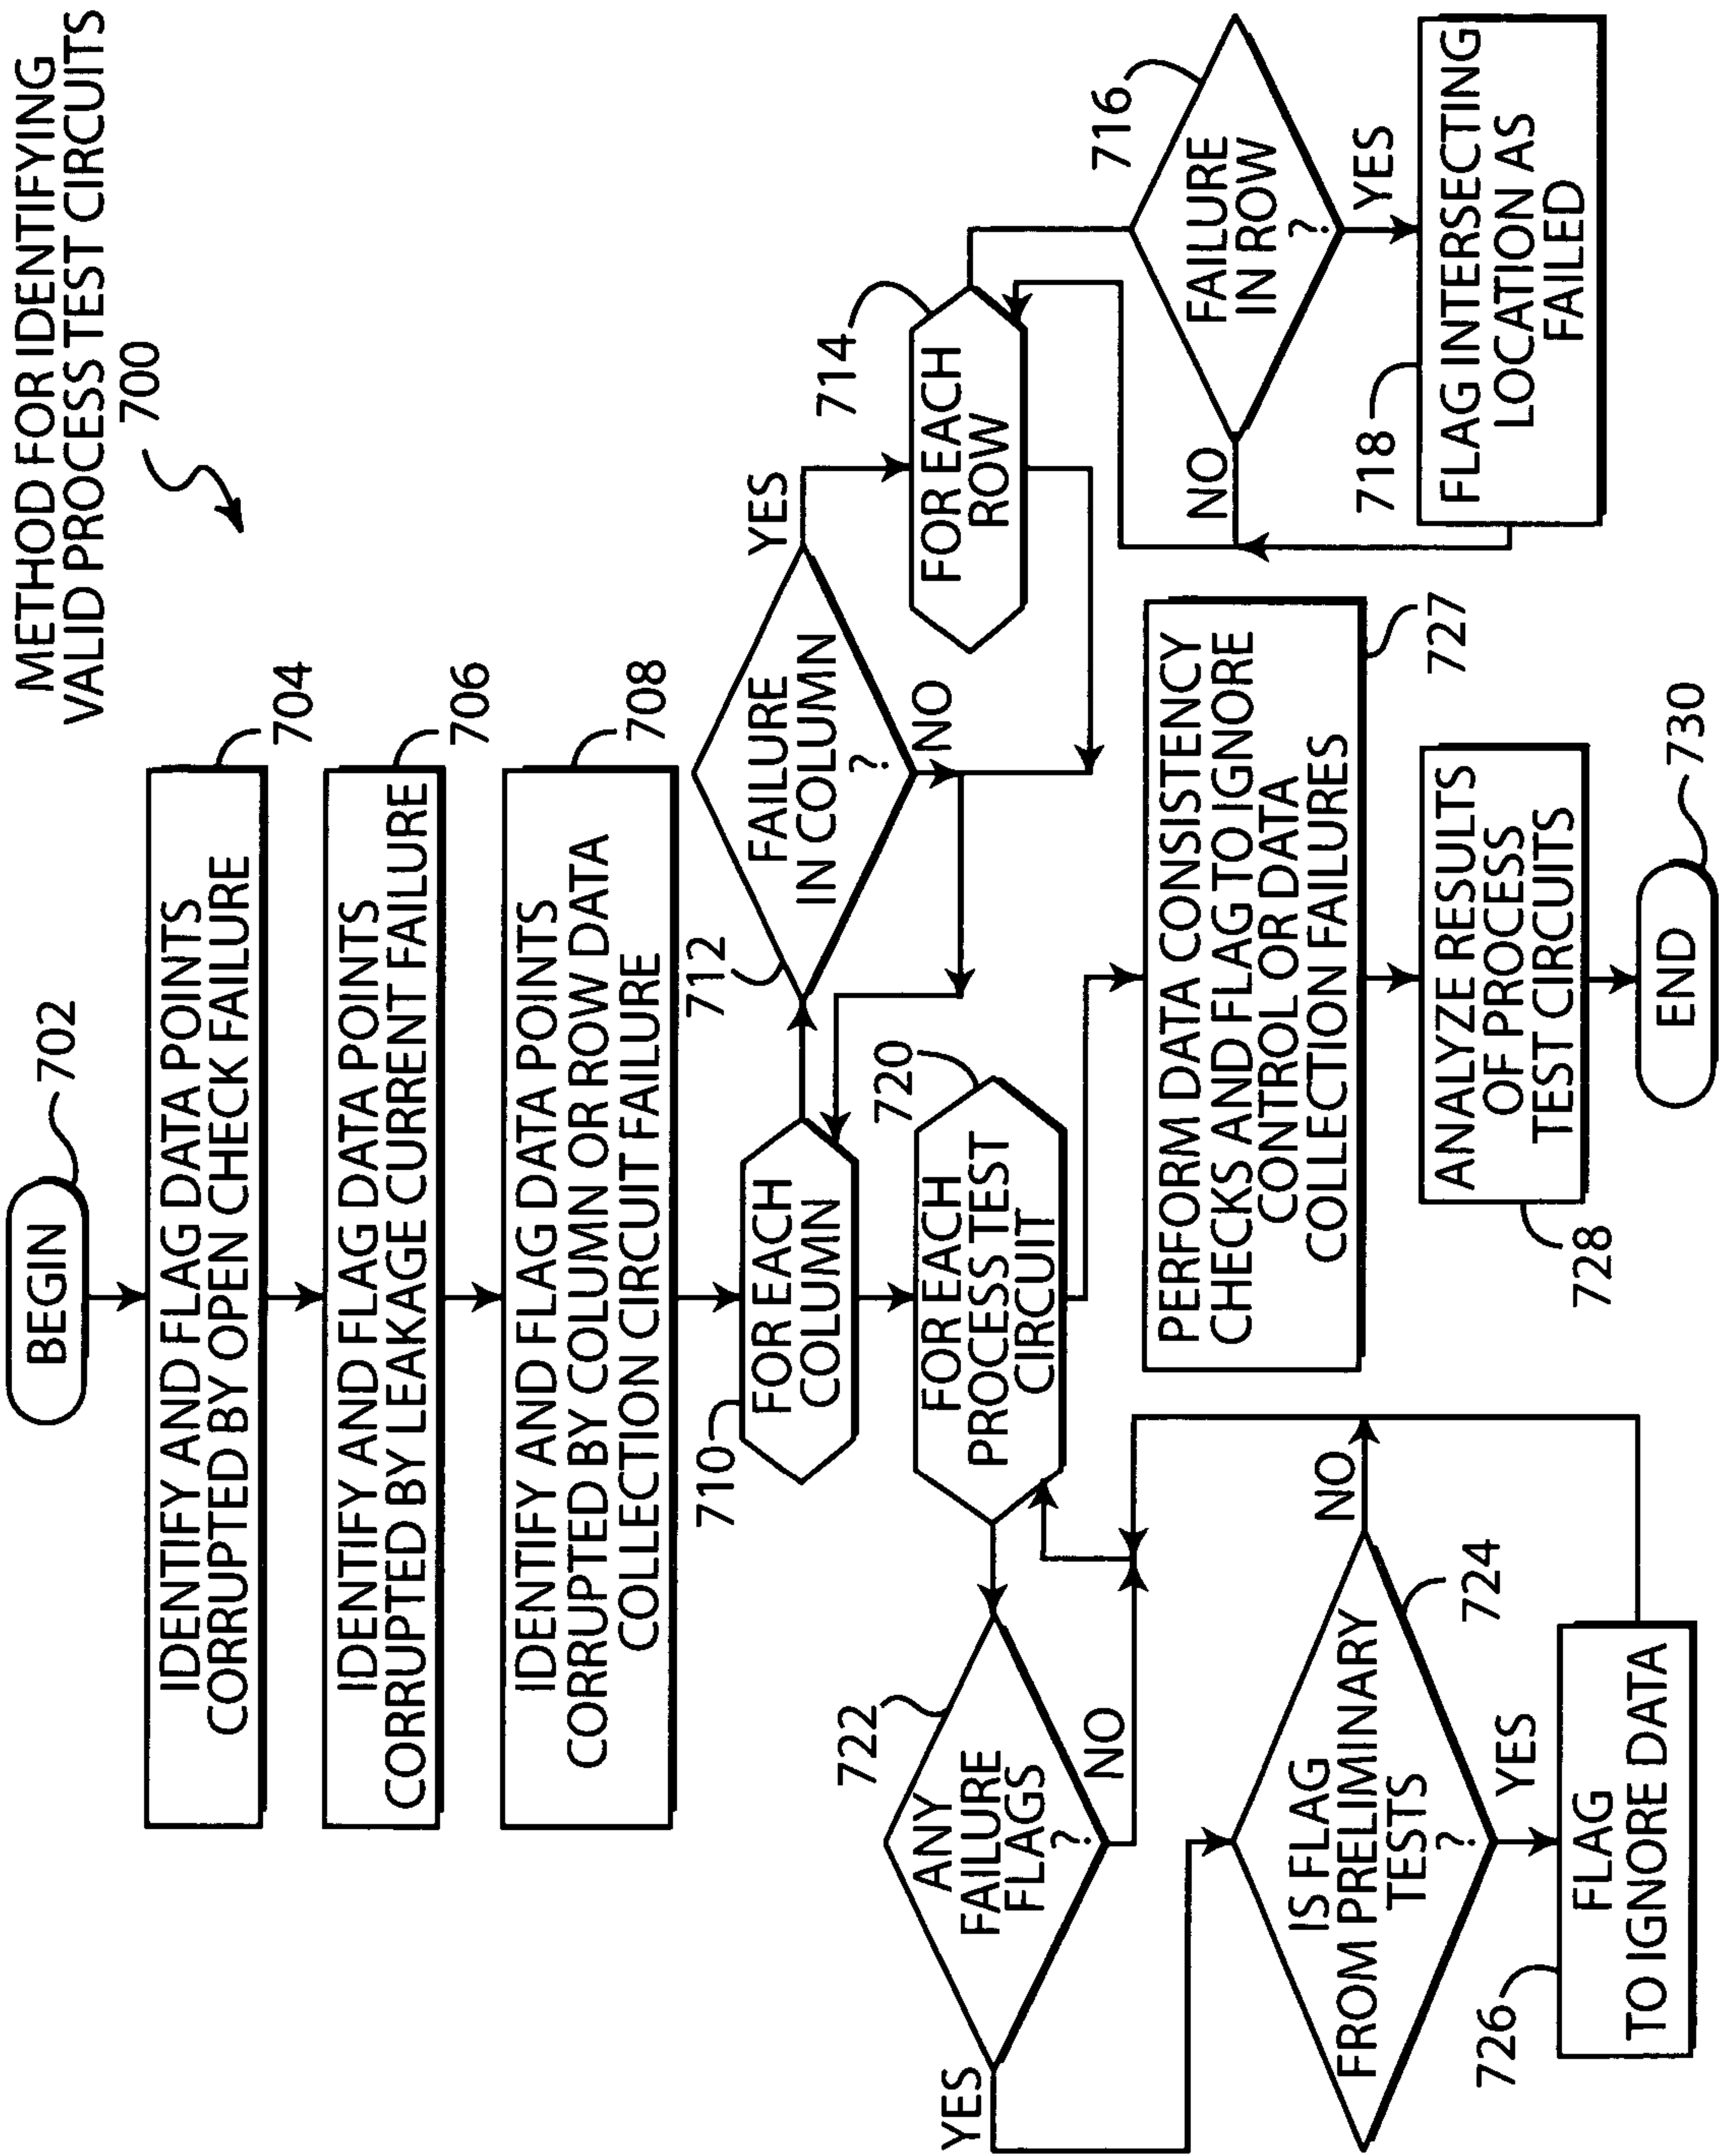 METHOD FOR IDENTIFYING
VALID PROCESS TEST CIRCUITS
700
BEGIN
702
IDENTIFY AND FLAG DATA POINTS
CORRUPTED BY OPEN CHECK FAILURE
704
IDENTIFY AND FLAG DATA POINTS
CORRUPTED BY LEAKAGE CURRENT FAILURE
706
IDENTIFY AND FLAG DATA POINTS
CORRUPTED BY COLUMN OR ROW DATA
COLLECTION CIRCUIT FAILURE
708
710
FOR EACH
COLUMN
712
FAILURE
IN COLUMN
?
YES
NO
714
FOR EACH
ROW
716
FAILURE
IN ROW
?
NO
YES
718
FLAG INTERSECTING
LOCATION AS
FAILED
720
FOR EACH
PROCESS TEST
CIRCUIT
722
ANY
FAILURE
FLAGS
?
YES
NO
724
IS FLAG
FROM PRELIMINARY
TESTS
?
NO
YES
726
FLAG
TO IGNORE DATA
PERFORM DATA CONSISTENCY
CHECKS AND FLAG TO IGNORE
CONTROL OR DATA
COLLECTION FAILURES
727
728
ANALYZE RESULTS
OF PROCESS
TEST CIRCUITS
END
730